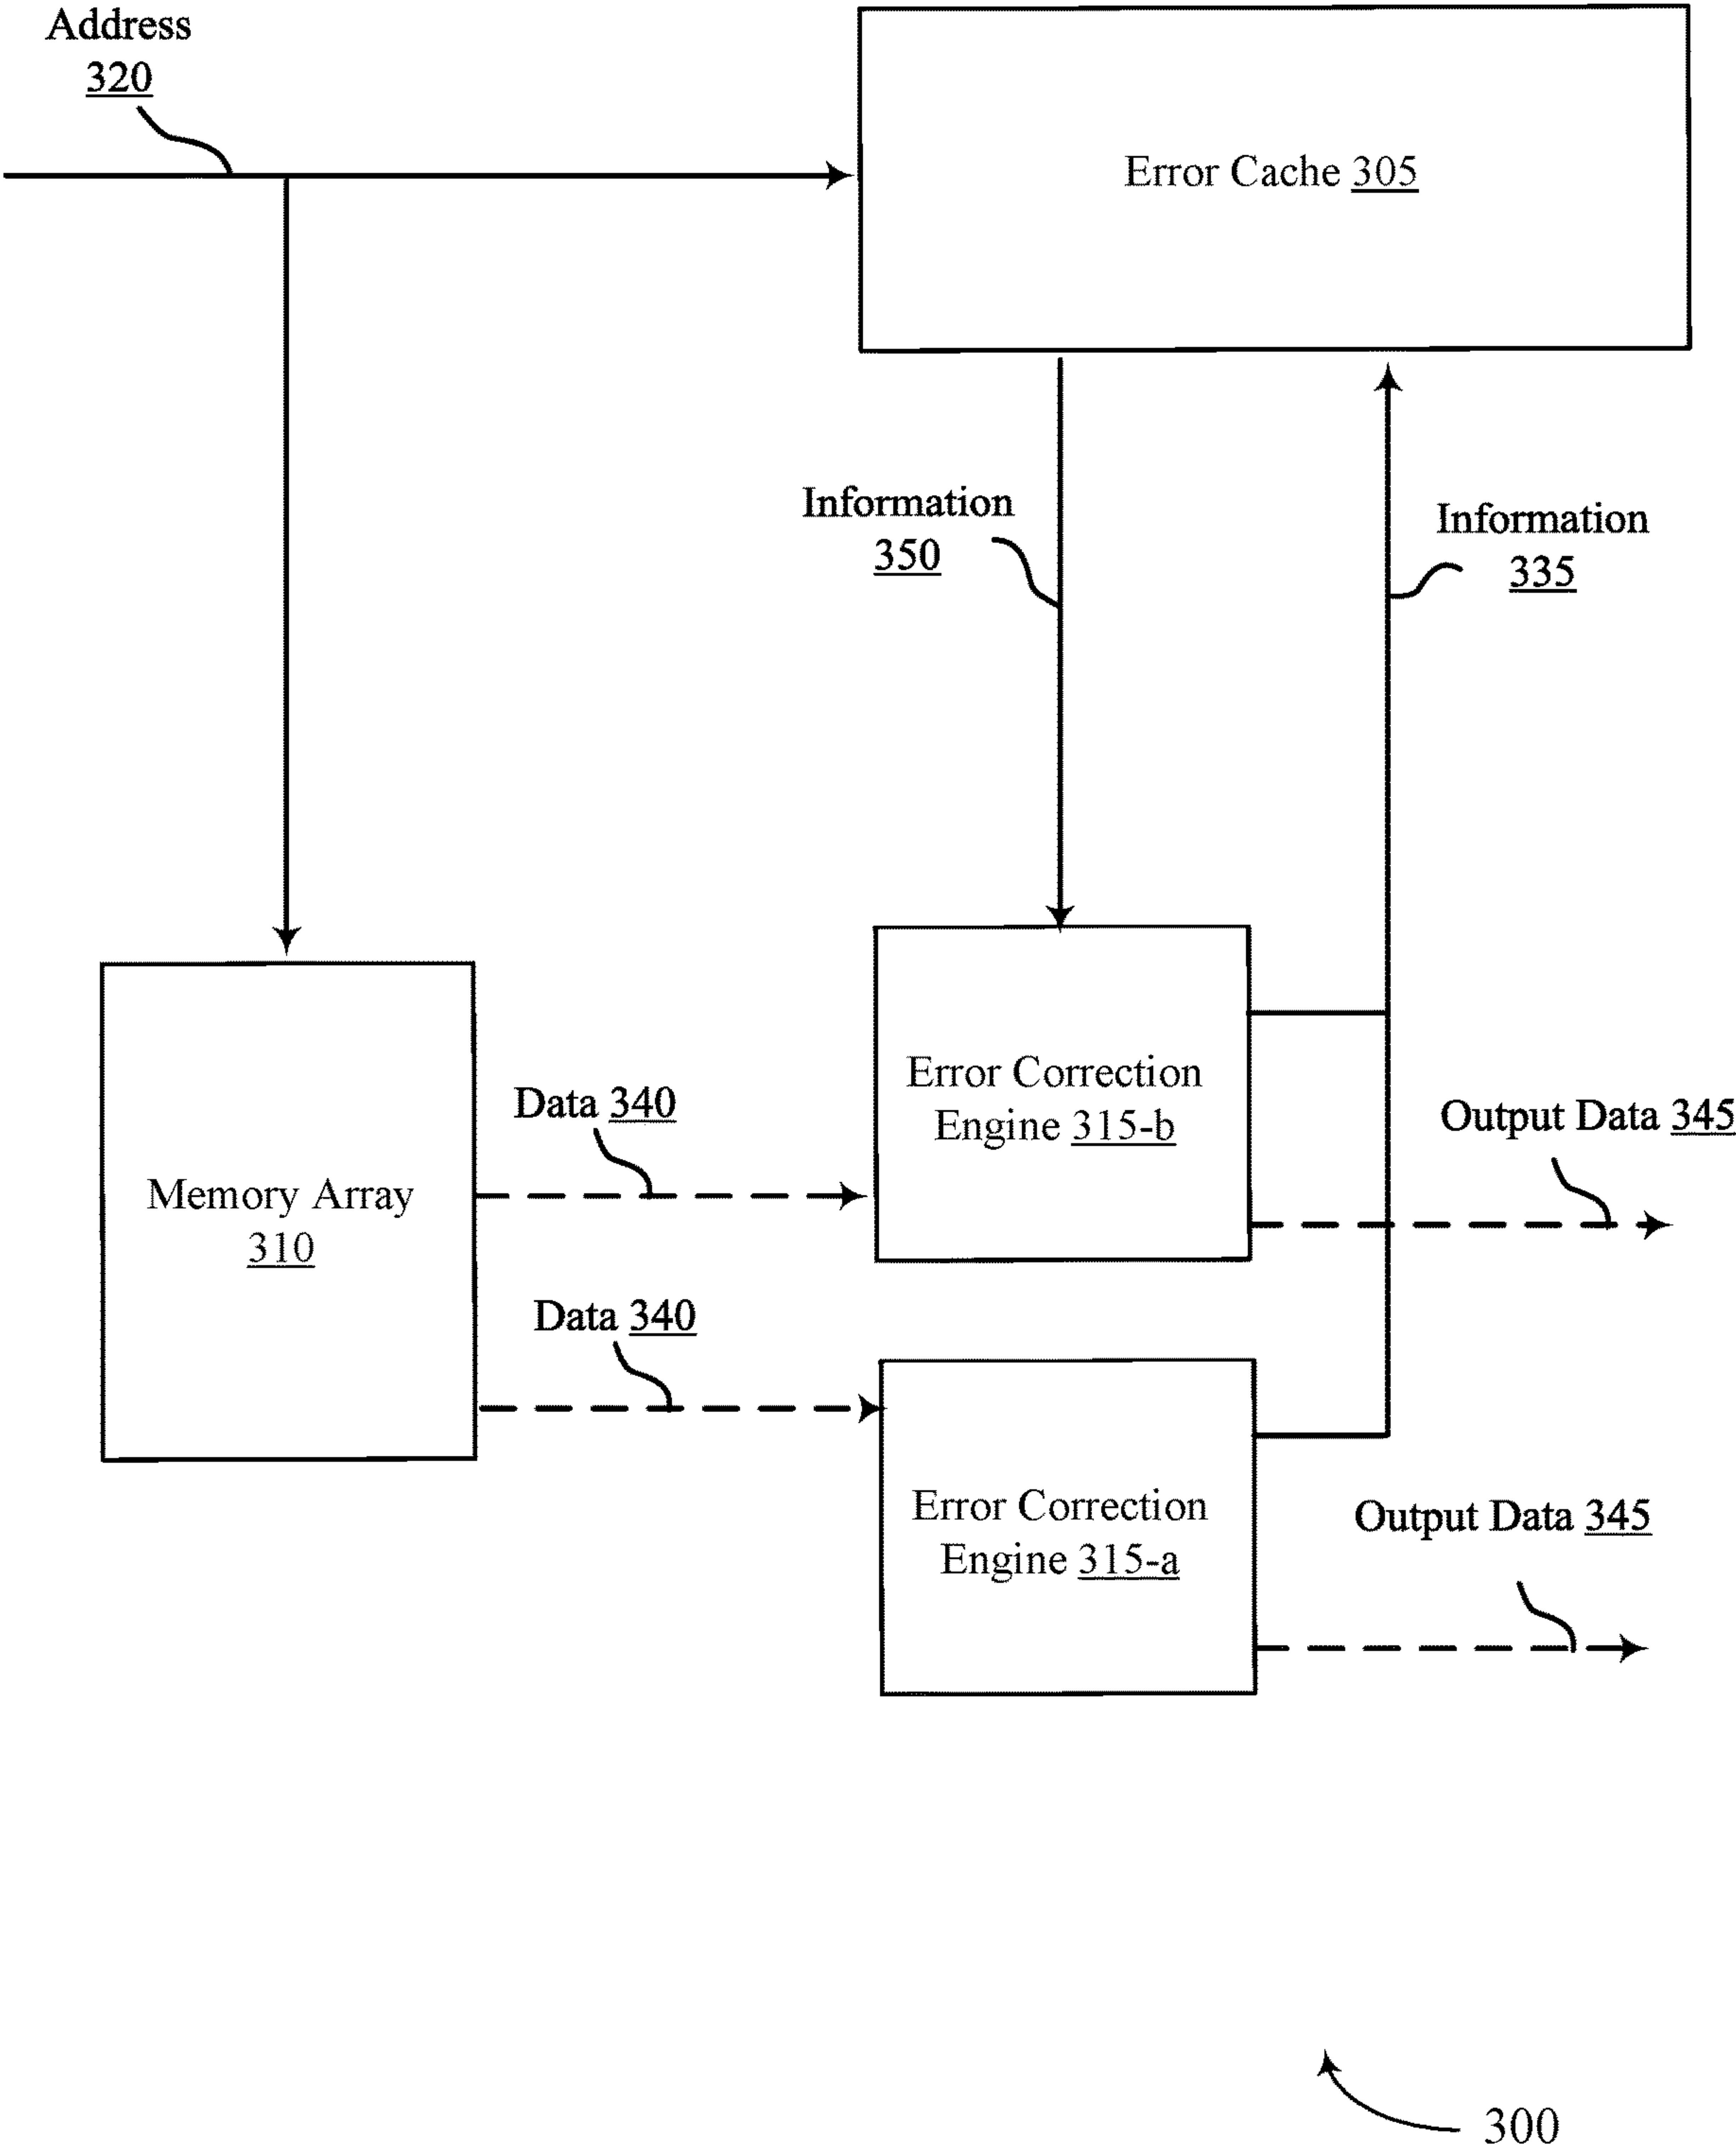 Address
320
Error Cache 305
Information
350
Information
335
Error Correction
Engine 315-b
Data 340
Output Data 345
Memory Array
310
Data 340
Error Correction
Engine 315-a
Output Data 345
300